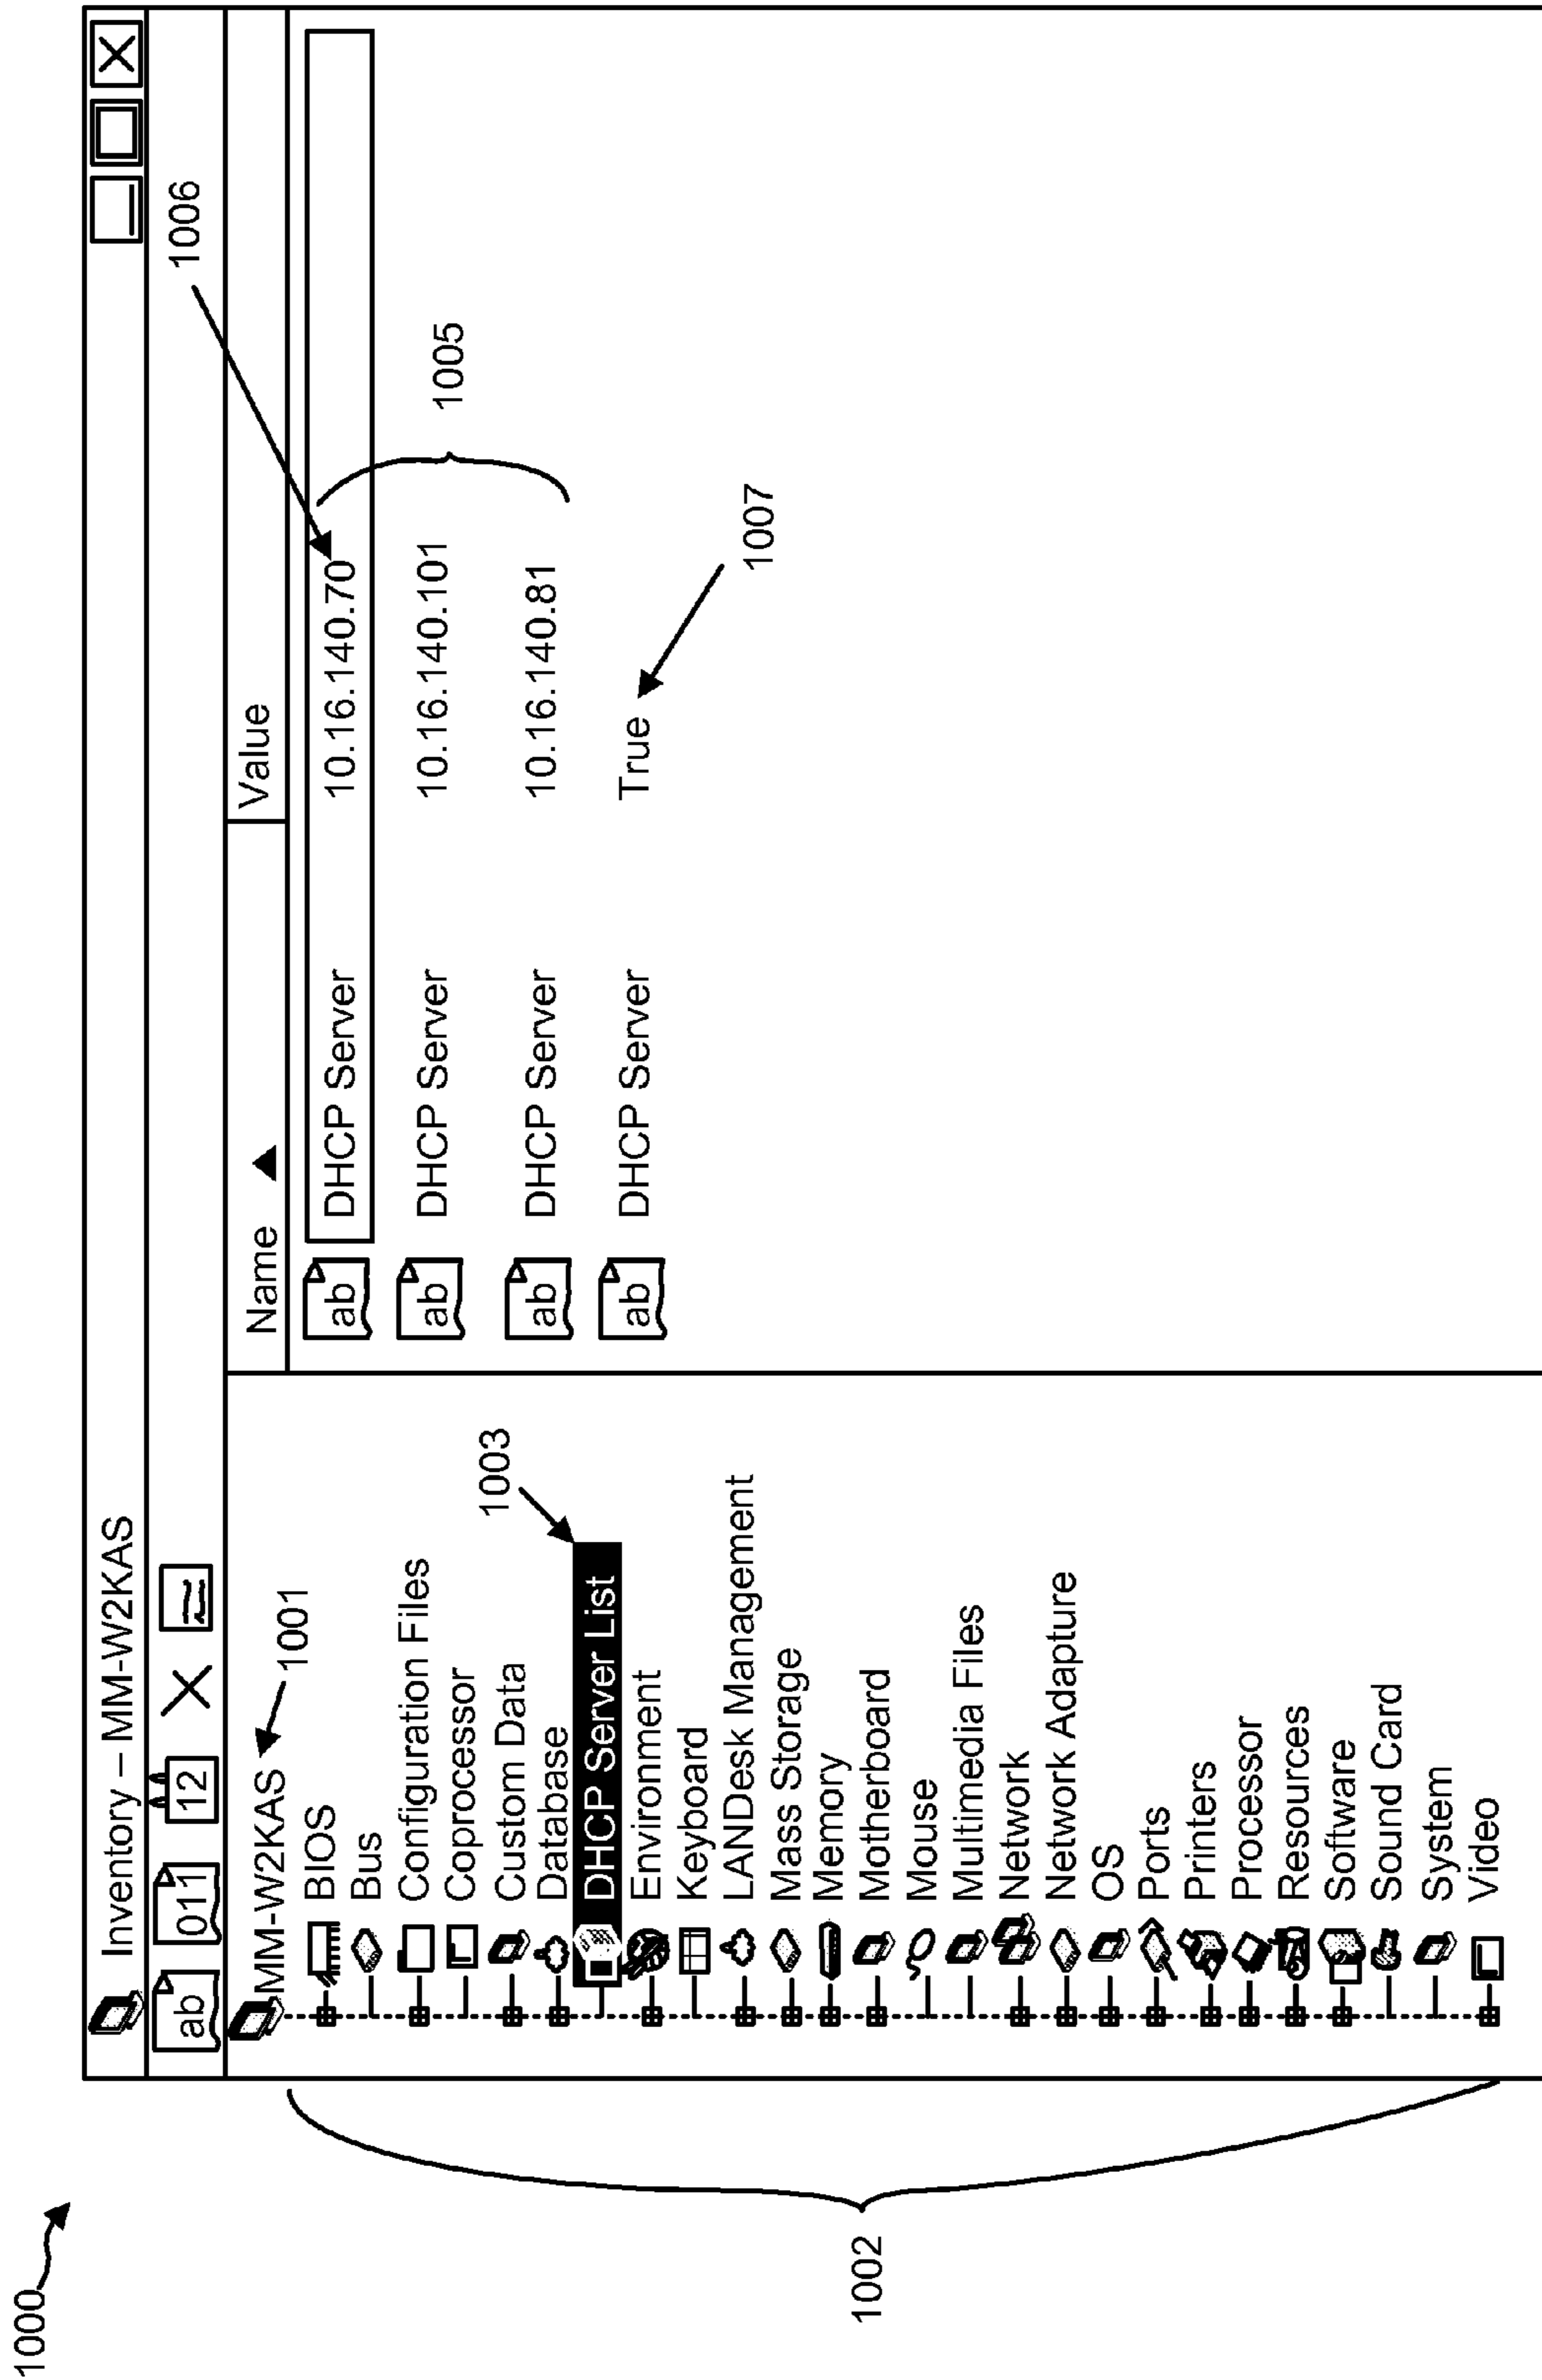 1000
Inventory – MM-W2KAS
ab 011 12
1006
MM-W2KAS
1001
Name Value
BIOS
Bus
Configuration Files
Coprocessor
Custom Data
Database
DHCP Server List
1003
Environment
Keyboard
LANDesk Management
Mass Storage
Memory
Motherboard
Mouse
Multimedia Files
Network
Network Adapture
OS
Ports
Printers
Processor
Resources
Software
Sound Card
System
Video
1002
ab DHCP Server 10.16.140.70
ab DHCP Server 10.16.140.101
1005
ab DHCP Server 10.16.140.81
ab DHCP Server True
1007